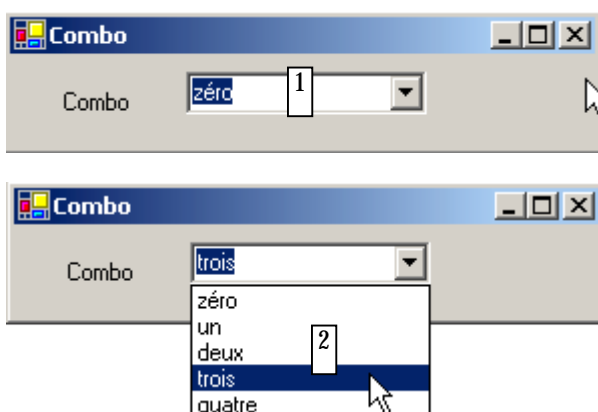 Combo
Combo zéro 1
Combo
Combo trois
zéro
un
deux 2
trois
quatre